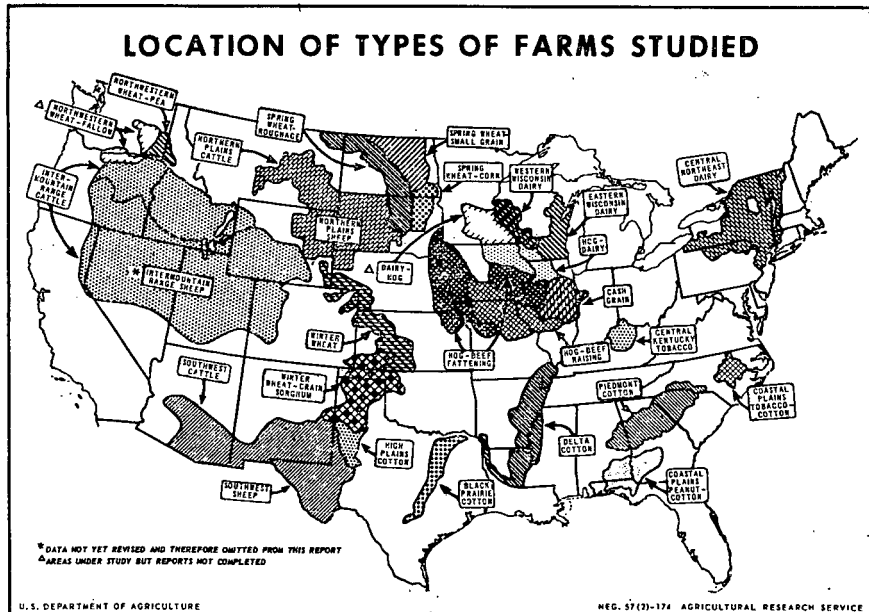 LOCATION OF TYPES OF FARMS STUDIED
NORTHWESTERN
WHEAT-PEA
△ NORTHWESTERN
WHEAT-FALLOW
SPRING
WHEAT-
ROUGHAGE
NORTHERN
PLAINS
CATTLE
SPRING WHEAT-
SMALL GRAIN
SPRING
WHEAT-CORN
WESTERN
WISCONSIN
DAIRY
CENTRAL
NORTHEAST
DAIRY
INTER-
MOUNTAIN
RANGE
CATTLE
EASTERN
WISCONSIN
DAIRY
NORTHERN
PLAINS
SHEEP
HOG-
DAIRY
△ DAIRY-
HOG
* INTERMOUNTAIN
RANGE SHEEP
CASH
GRAIN
WINTER
WHEAT
HOG-BEEF
FATTENING
HOG-BEEF
RAISING
CENTRAL
KENTUCKY
TOBACCO
SOUTHWEST
CATTLE
WINTER
WHEAT-GRAIN
SORGHUM
PIEDMONT
COTTON
COASTAL
PLAINS
TOBACCO-
COTTON
HIGH
PLAINS
COTTON
DELTA
COTTON
SOUTHWEST
SHEEP
BLACK
PRAIRIE
COTTON
COASTAL
PLAINS
PEANUT-
COTTON
* DATA NOT YET REVISED AND THEREFORE OMITTED FROM THIS REPORT
△ AREAS UNDER STUDY BUT REPORTS NOT COMPLETED
U.S. DEPARTMENT OF AGRICULTURE
NEG. 57(2)-174 AGRICULTURAL RESEARCH SERVICE